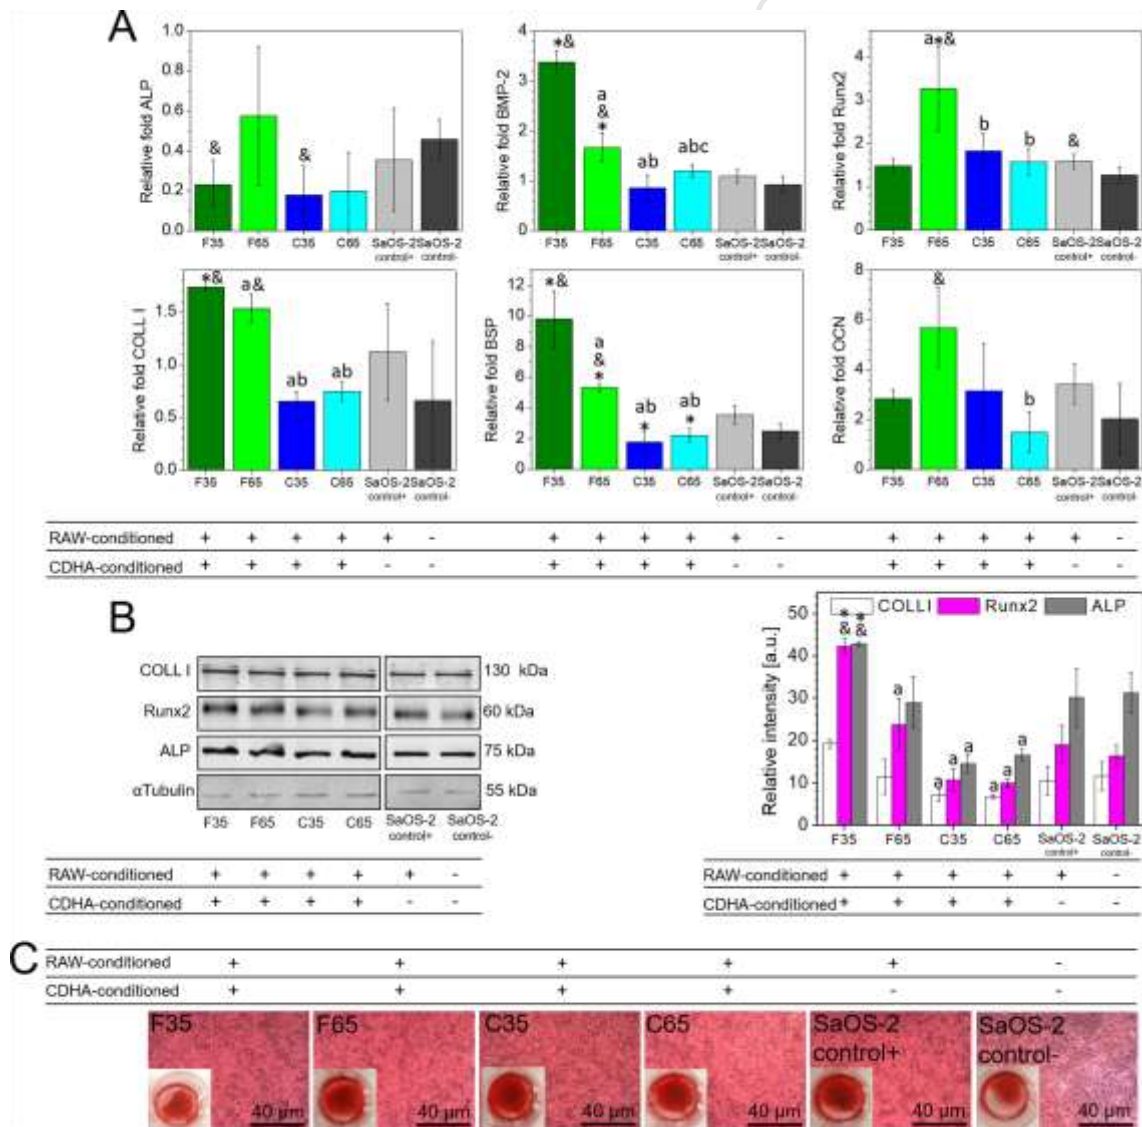 A
Relative fold ALP
1.0
0.8
0.6
0.4
0.2
0.0
&
&
F35 F65 C35 C65 SaOS-2 control+ SaOS-2 control-
Relative fold BMP-2
4
3
2
1
0
*&
a
&
*
ab
abc
F35 F65 C35 C65 SaOS-2 control+ SaOS-2 control-
Relative fold Runx2
4
2
0
a*&
b
b
&
F35 F65 C35 C65 SaOS-2 control+ SaOS-2 control-
Relative fold COLL I
1.5
1.0
0.5
0.0
*&
a&
ab
ab
F35 F65 C35 C65 SaOS-2 control+ SaOS-2 control-
Relative fold BSP
12
10
8
6
4
2
0
*&
a
&
*
ab
*
ab
*
F35 F65 C35 C65 SaOS-2 control+ SaOS-2 control-
Relative fold OCN
8
6
4
2
0
&
b
F35 F65 C35 C65 SaOS-2 control+ SaOS-2 control-
RAW-conditioned + + + + + - + + + + + - + + + + + -
CDHA-conditioned + + + + - - + + + + - - + + + + - -
B
COLL I 130 kDa
Runx2 60 kDa
ALP 75 kDa
αTubulin 55 kDa
F35 F65 C35 C65 SaOS-2 control+ SaOS-2 control-
RAW-conditioned + + + + + -
CDHA-conditioned + + + + - -
COLL I Runx2 ALP
Relative intensity [a.u.]
50
40
30
20
10
0
* *
& &
a
a a a
a a a
F35 F65 C35 C65 SaOS-2 control+ SaOS-2 control-
RAW-conditioned + + + + + -
CDHA-conditioned + + + + - -
C
RAW-conditioned + + + + + -
CDHA-conditioned + + + + - -
F35 F65 C35 C65 SaOS-2 control+ SaOS-2 control-
40 µm 40 µm 40 µm 40 µm 40 µm 40 µm